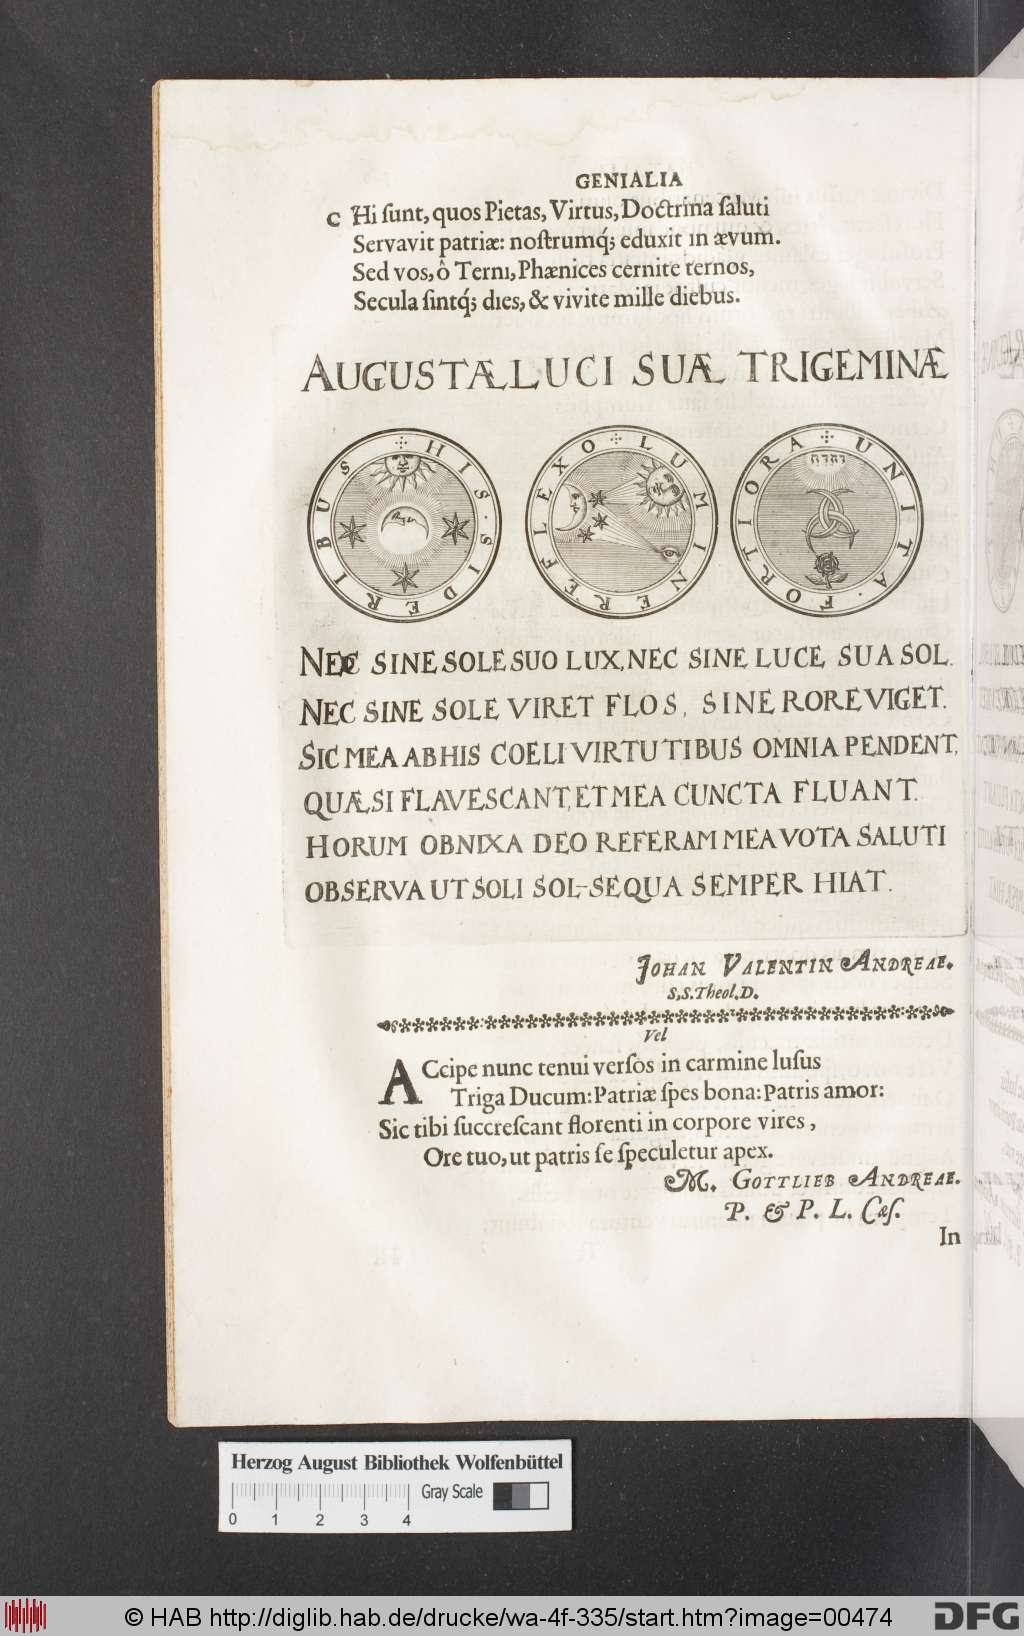 GENIALIA
C Hi sunt, quos Pietas, Virtus, Doctrina saluti
Servavit patriæ: nostrumq́; eduxit in ævum.
Sed vos, ô Terni, Phænices cernite ternos,
Secula sintq́; dies, & vivite mille diebus.
AUGUSTÆ LUCI SUÆ TRIGEMINÆ
HIS · SIDERIBUS
LUMINE REFLEXO
UNITA · FORTIORA
יהוה
NEC SINE SOLE SUO LUX, NEC SINE LUCE SUA SOL.
NEC SINE SOLE VIRET FLOS, SINE RORE VIGET.
SIC MEA AB HIS COELI VIRTUTIBUS OMNIA PENDENT,
QUÆ SI FLAVESCANT, ET MEA CUNCTA FLUANT.
HORUM OBNIXA DEO REFERAM MEA VOTA SALUTI
OBSERVA UT SOLI SOL-SEQUA SEMPER HIAT.
JOHAN VALENTIN ANDREAE.
S.S. Theol. D.
Vel
ACcipe nunc tenui versos in carmine lusus
Triga Ducum: Patriæ spes bona: Patris amor:
Sic tibi succrescant florenti in corpore vires,
Ore tuo, ut patris se speculetur apex.
M. GOTTLIEB ANDREAE.
P. & P. L. Cæs.
In
Herzog August Bibliothek Wolfenbüttel
Gray Scale
0 1 2 3 4
© HAB http://diglib.hab.de/drucke/wa-4f-335/start.htm?image=00474
DFG